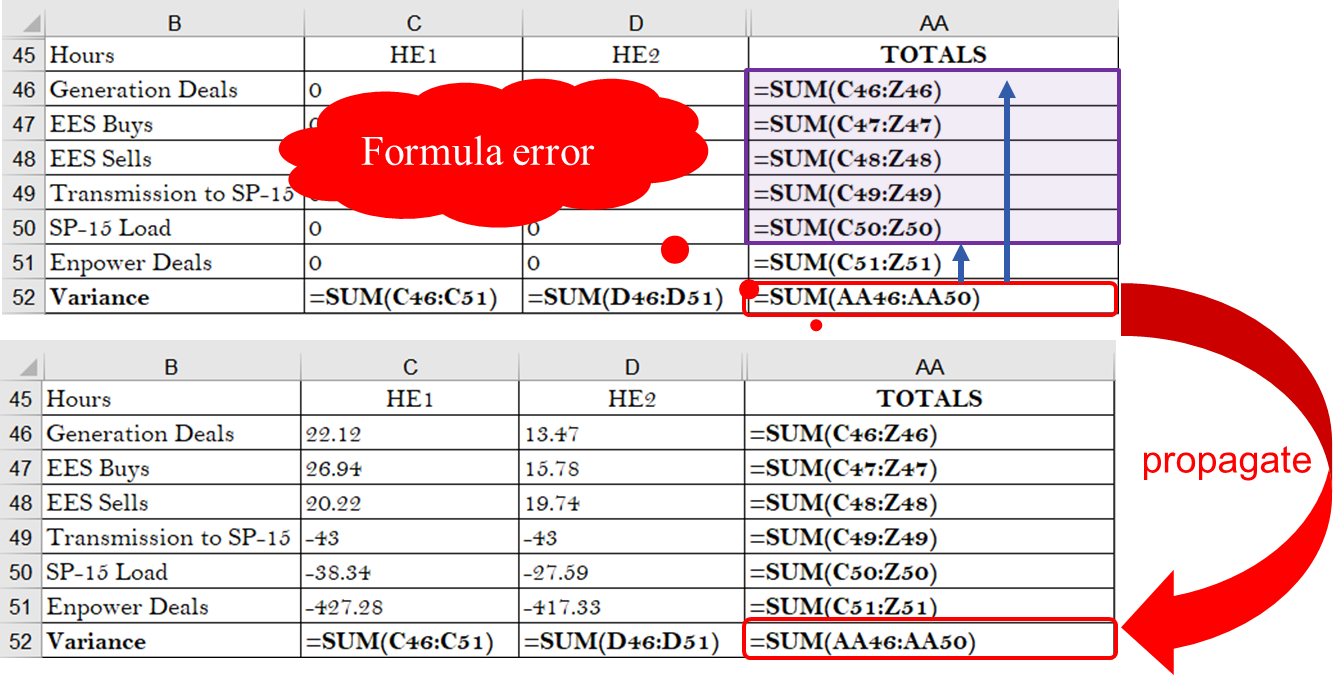 B C D AA
45 Hours HE1 HE2 TOTALS
46 Generation Deals 0 =SUM(C46:Z46)
47 EES Buys =SUM(C47:Z47)
48 EES Sells =SUM(C48:Z48)
Formula error
49 Transmission to SP-15 =SUM(C49:Z49)
50 SP-15 Load 0 0 =SUM(C50:Z50)
51 Enpower Deals 0 0 =SUM(C51:Z51)
52 Variance =SUM(C46:C51) =SUM(D46:D51) =SUM(AA46:AA50)
B C D AA
45 Hours HE1 HE2 TOTALS
46 Generation Deals 22.12 13.47 =SUM(C46:Z46)
47 EES Buys 26.94 15.78 =SUM(C47:Z47)
propagate
48 EES Sells 20.22 19.74 =SUM(C48:Z48)
49 Transmission to SP-15 -43 -43 =SUM(C49:Z49)
50 SP-15 Load -38.34 -27.59 =SUM(C50:Z50)
51 Enpower Deals -427.28 -417.33 =SUM(C51:Z51)
52 Variance =SUM(C46:C51) =SUM(D46:D51) =SUM(AA46:AA50)